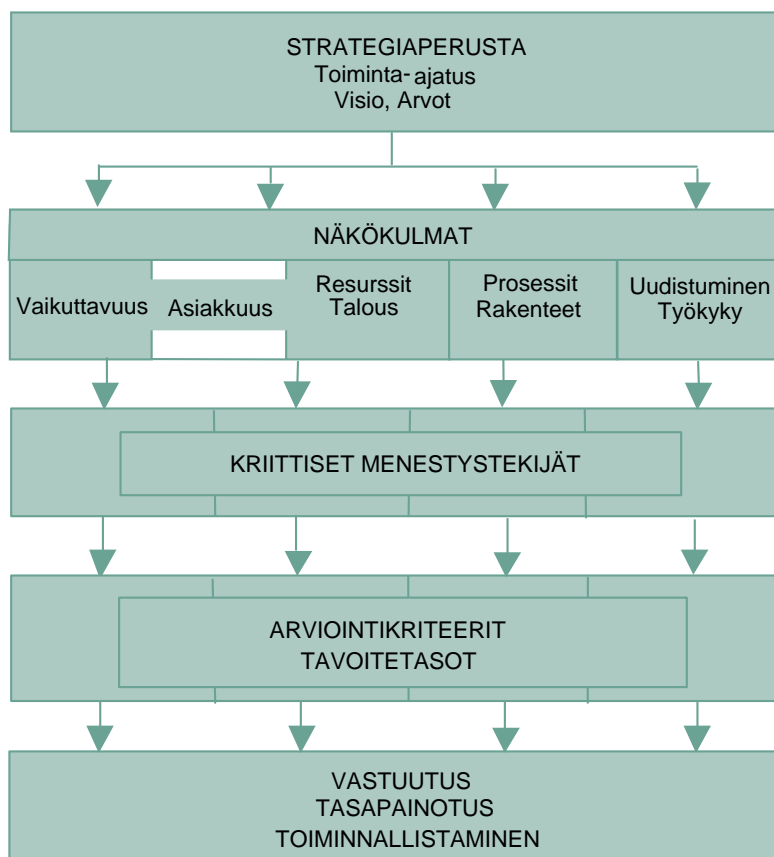 STRATEGIAPERUSTA
Toiminta-ajatus
Visio, Arvot
NÄKÖKULMAT
Vaikuttavuus
Asiakkuus
Resurssit
Talous
Prosessit
Rakenteet
Uudistuminen
Työkyky
KRIITTISET MENESTYSTEKIJÄT
ARVIOINTIKRITEERIT
TAVOITETASOT
VASTUUTUS
TASAPAINOTUS
TOIMINNALLISTAMINEN